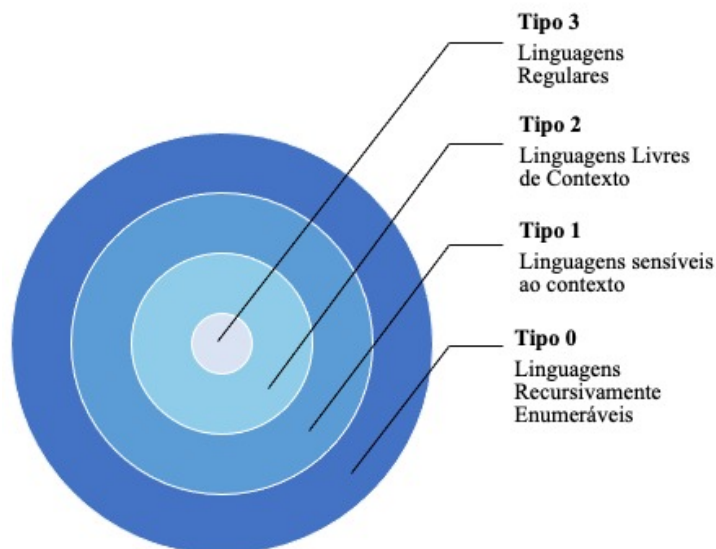 Tipo 3
Linguagens
Regulares
Tipo 2
Linguagens Livres
de Contexto
Tipo 1
Linguagens sensíveis
ao contexto
Tipo 0
Linguagens
Recursivamente
Enumeráveis